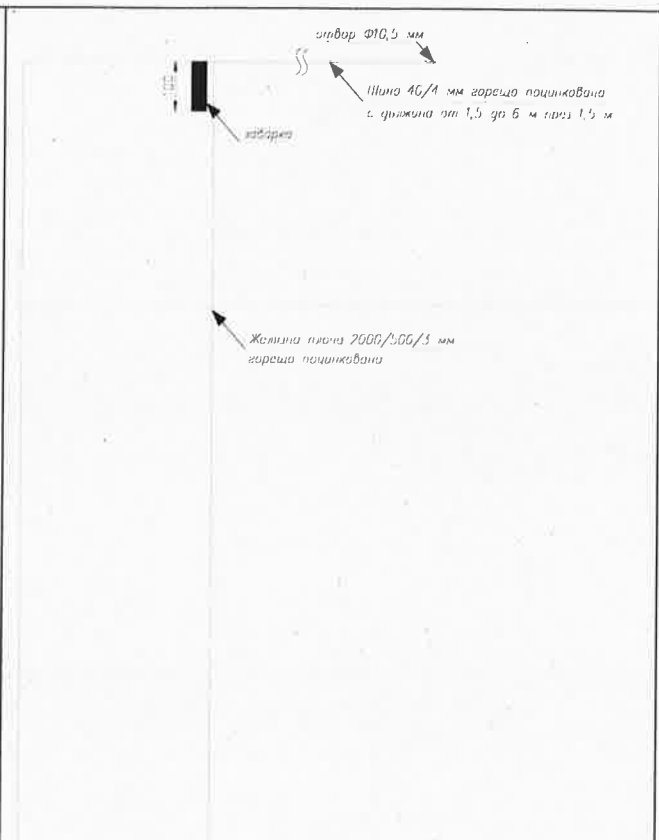 отвор Ф10,5 мм
Шина 40/4 мм горещо поцинкована
с дължина от 1,5 до 6 м през 1,5 м
100
заварка
Желязна плоча 2000/500/3 мм
горещо поцинкована